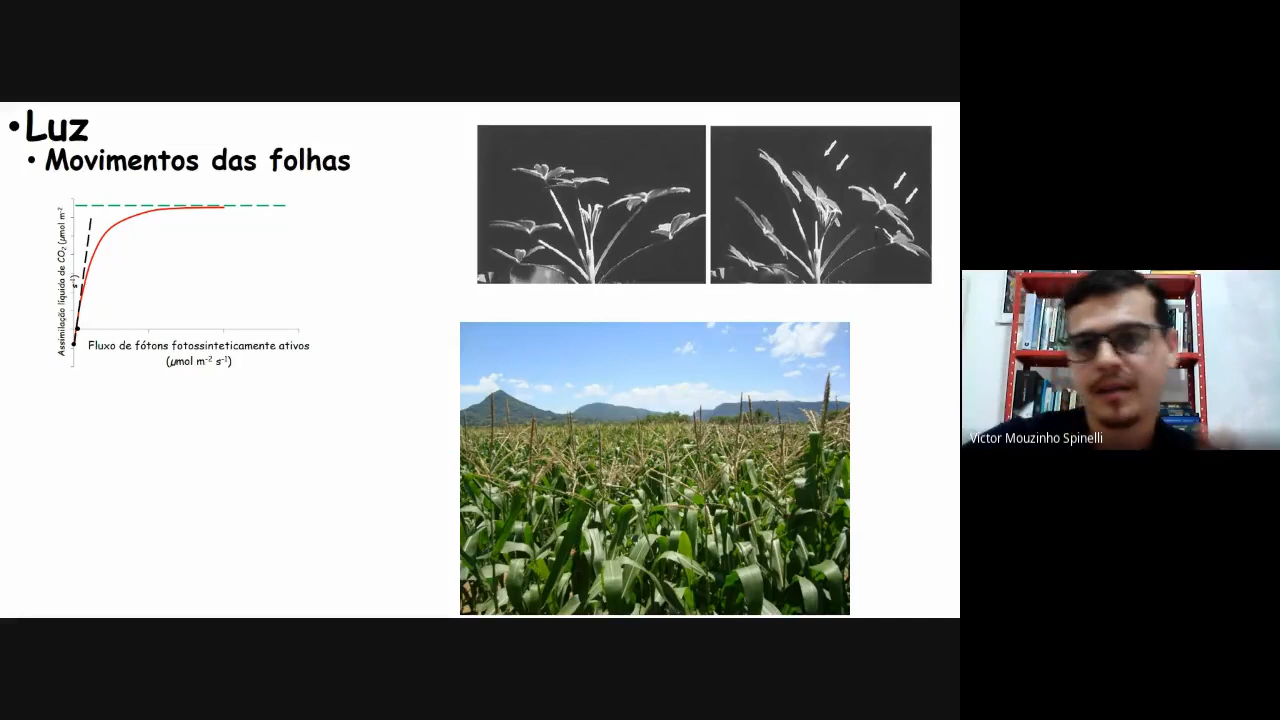 •Luz
• Movimentos das folhas
Assimilação líquida de CO₂ (μmol m⁻²
s⁻¹)
Fluxo de fótons fotossinteticamente ativos
(μmol m⁻² s⁻¹)
Victor Mouzinho Spinelli